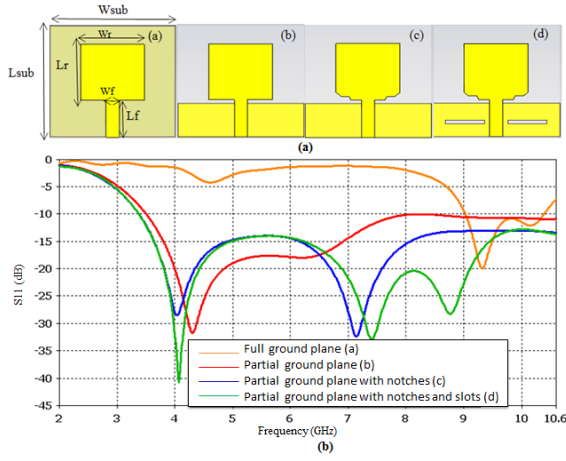 Wsub
Wr
(a)
(b)
(c)
(d)
Lr
Lsub
Wf
Lf
(a)
0
-5
-10
-15
-20
-25
-30
-35
-40
-45
S11 (dB)
Full ground plane (a)
Partial ground plane (b)
Partial ground plane with notches (c)
Partial ground plane with notches and slots (d)
2 3 4 5 6 7 8 9 10 10.6
Frequency (GHz)
(b)